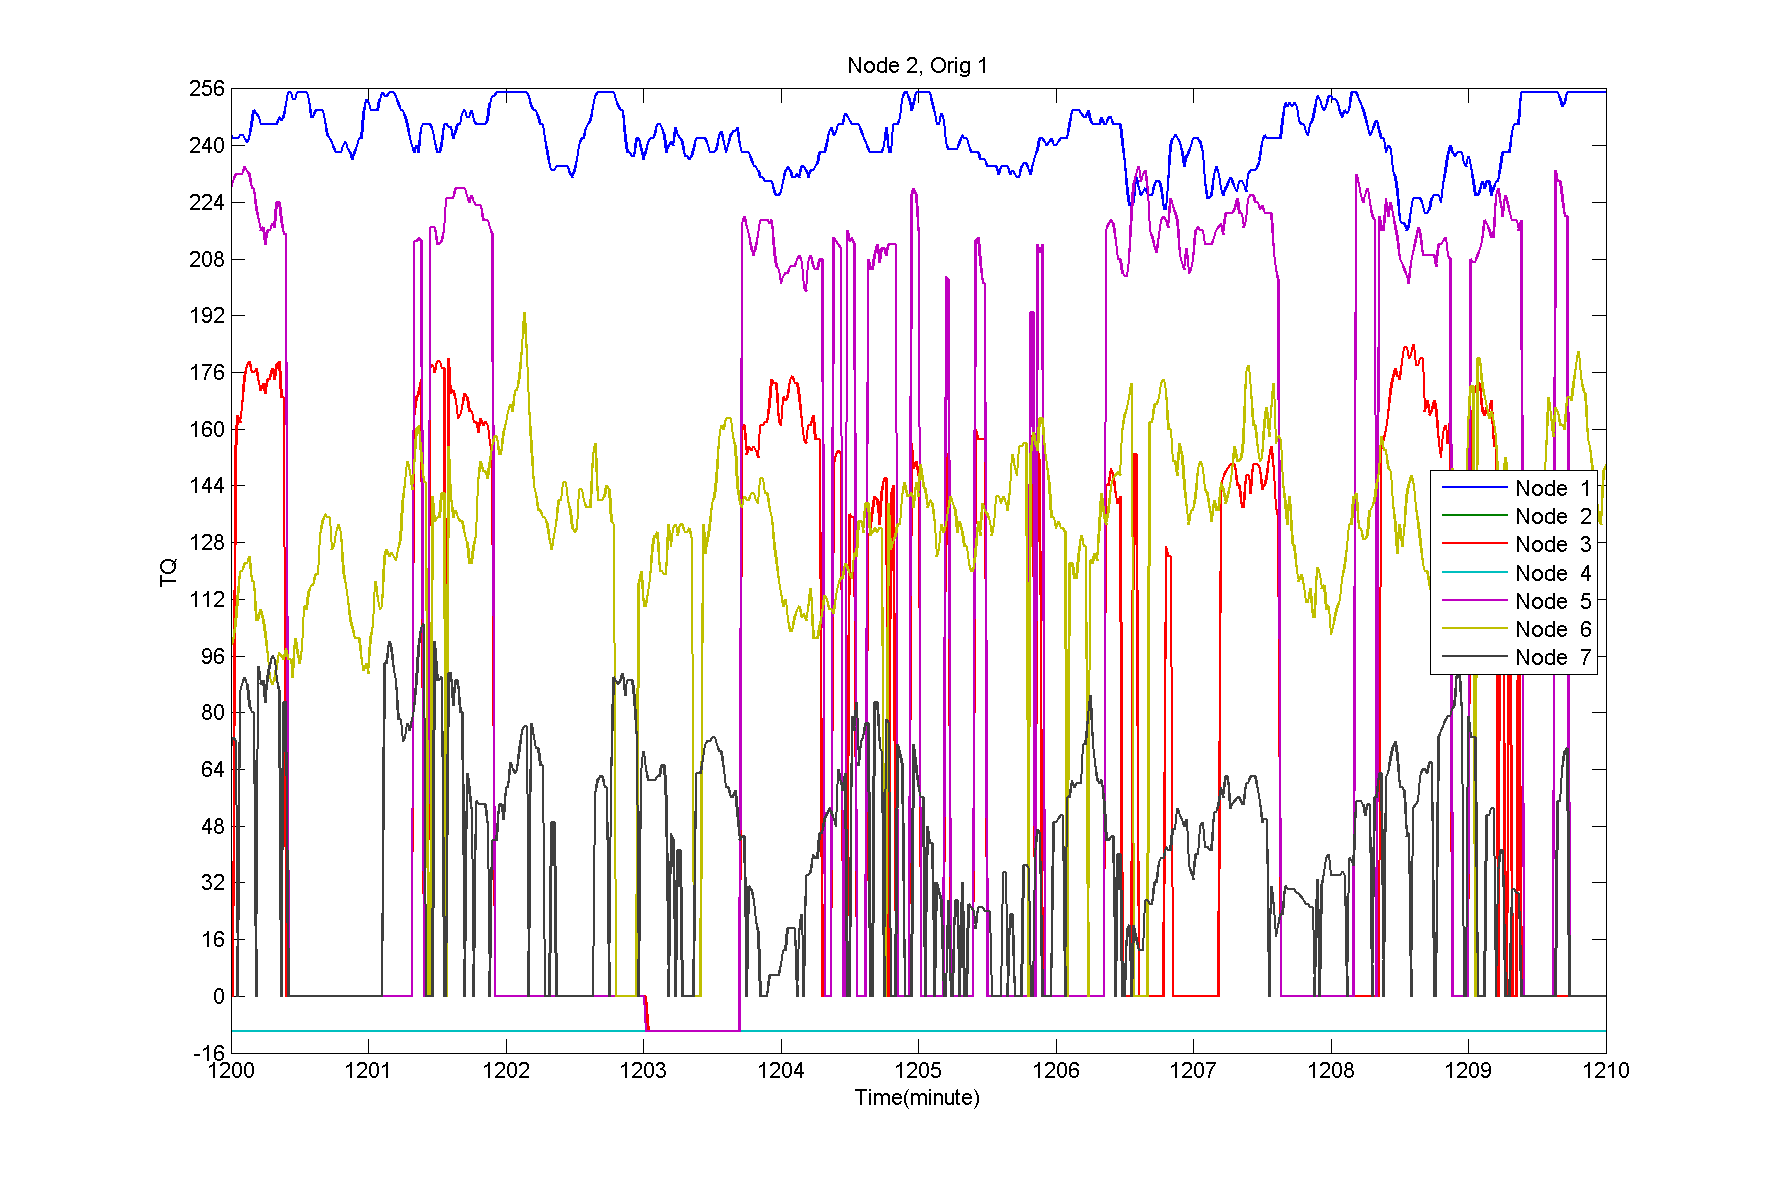 Node 2, Orig 1
256
240
224
208
192
176
160
144
128
112
96
80
64
48
32
16
0
-16
TQ
Node 1
Node 2
Node 3
Node 4
Node 5
Node 6
Node 7
1200 1201 1202 1203 1204 1205 1206 1207 1208 1209 1210
Time(minute)